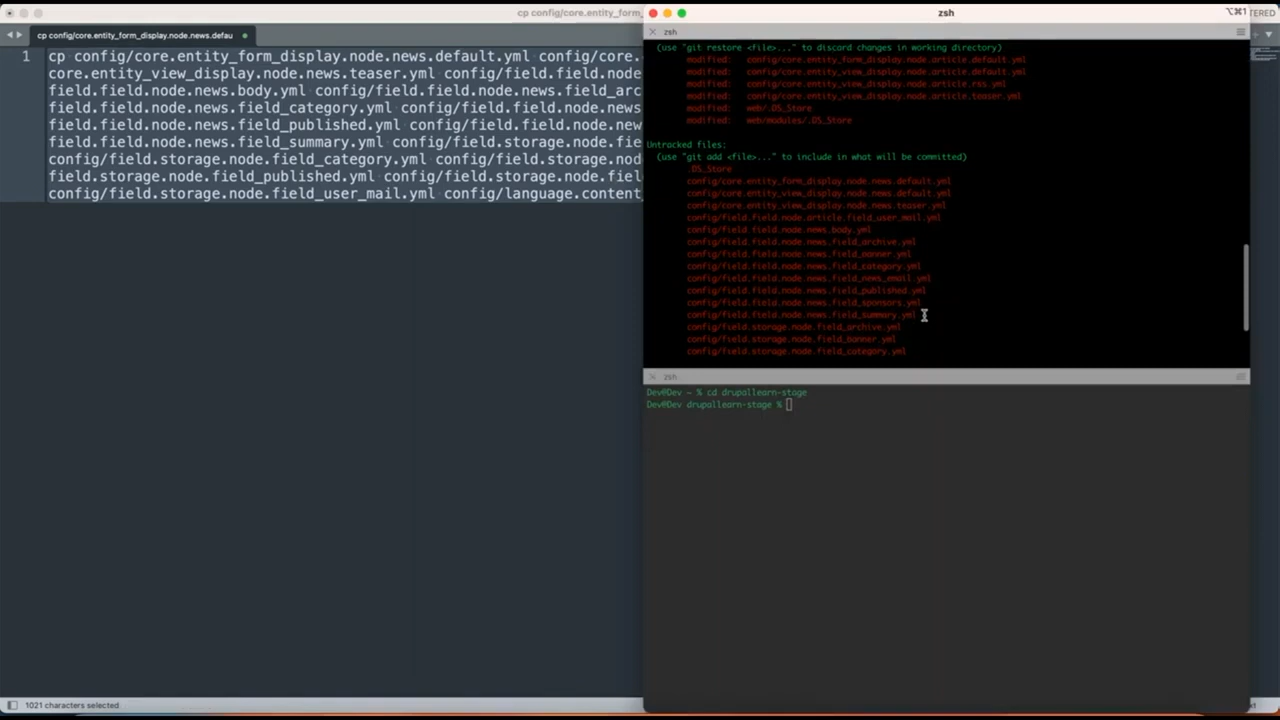 cp config/core.entity_form_
zsh
⌥⌘1
ERED
cp config/core.entity_form_display.node.news.defau
zsh
1
cp config/core.entity_form_display.node.news.default.yml config/core.
core.entity_view_display.node.news.teaser.yml config/field.field.node
field.field.node.news.body.yml config/field.field.node.news.field_arc
field.field.node.news.field_category.yml config/field.field.node.news
field.field.node.news.field_published.yml config/field.field.node.new
field.field.node.news.field_summary.yml config/field.storage.node.fie
field.storage.node.field_category.yml config/field.storage.node
field.storage.node.field_published.yml config/field.storage.node.fiel
field.storage.node.field_user_mail.yml config/language.content_
(use "git restore <file>..." to discard changes in working directory)
modified: config/core.entity_form_display.node.article.default.yml
modified: config/core.entity_view_display.node.article.default.yml
modified: config/core.entity_view_display.node.article.rss.yml
modified: config/core.entity_view_display.node.article.teaser.yml
modified: web/.DS_Store
modified: web/modules/.DS_Store
Untracked files:
(use "git add <file>..." to include in what will be committed)
.DS_Store
config/core.entity_form_display.node.news.default.yml
config/core.entity_view_display.node.news.default.yml
config/core.entity_view_display.node.news.teaser.yml
config/field.field.node.article.field_user_mail.yml
config/field.field.node.news.body.yml
config/field.field.node.news.field_archive.yml
config/field.field.node.news.field_banner.yml
config/field.field.node.news.field_category.yml
config/field.field.node.news.field_news_email.yml
config/field.field.node.news.field_published.yml
config/field.field.node.news.field_sponsors.yml
config/field.field.node.news.field_summary.yml
config/field.storage.node.field_archive.yml
config/field.storage.node.field_banner.yml
config/field.storage.node.field_category.yml
zsh
Dev@Dev ~ % cd drupallearn-stage
Dev@Dev drupallearn-stage %
1021 characters selected